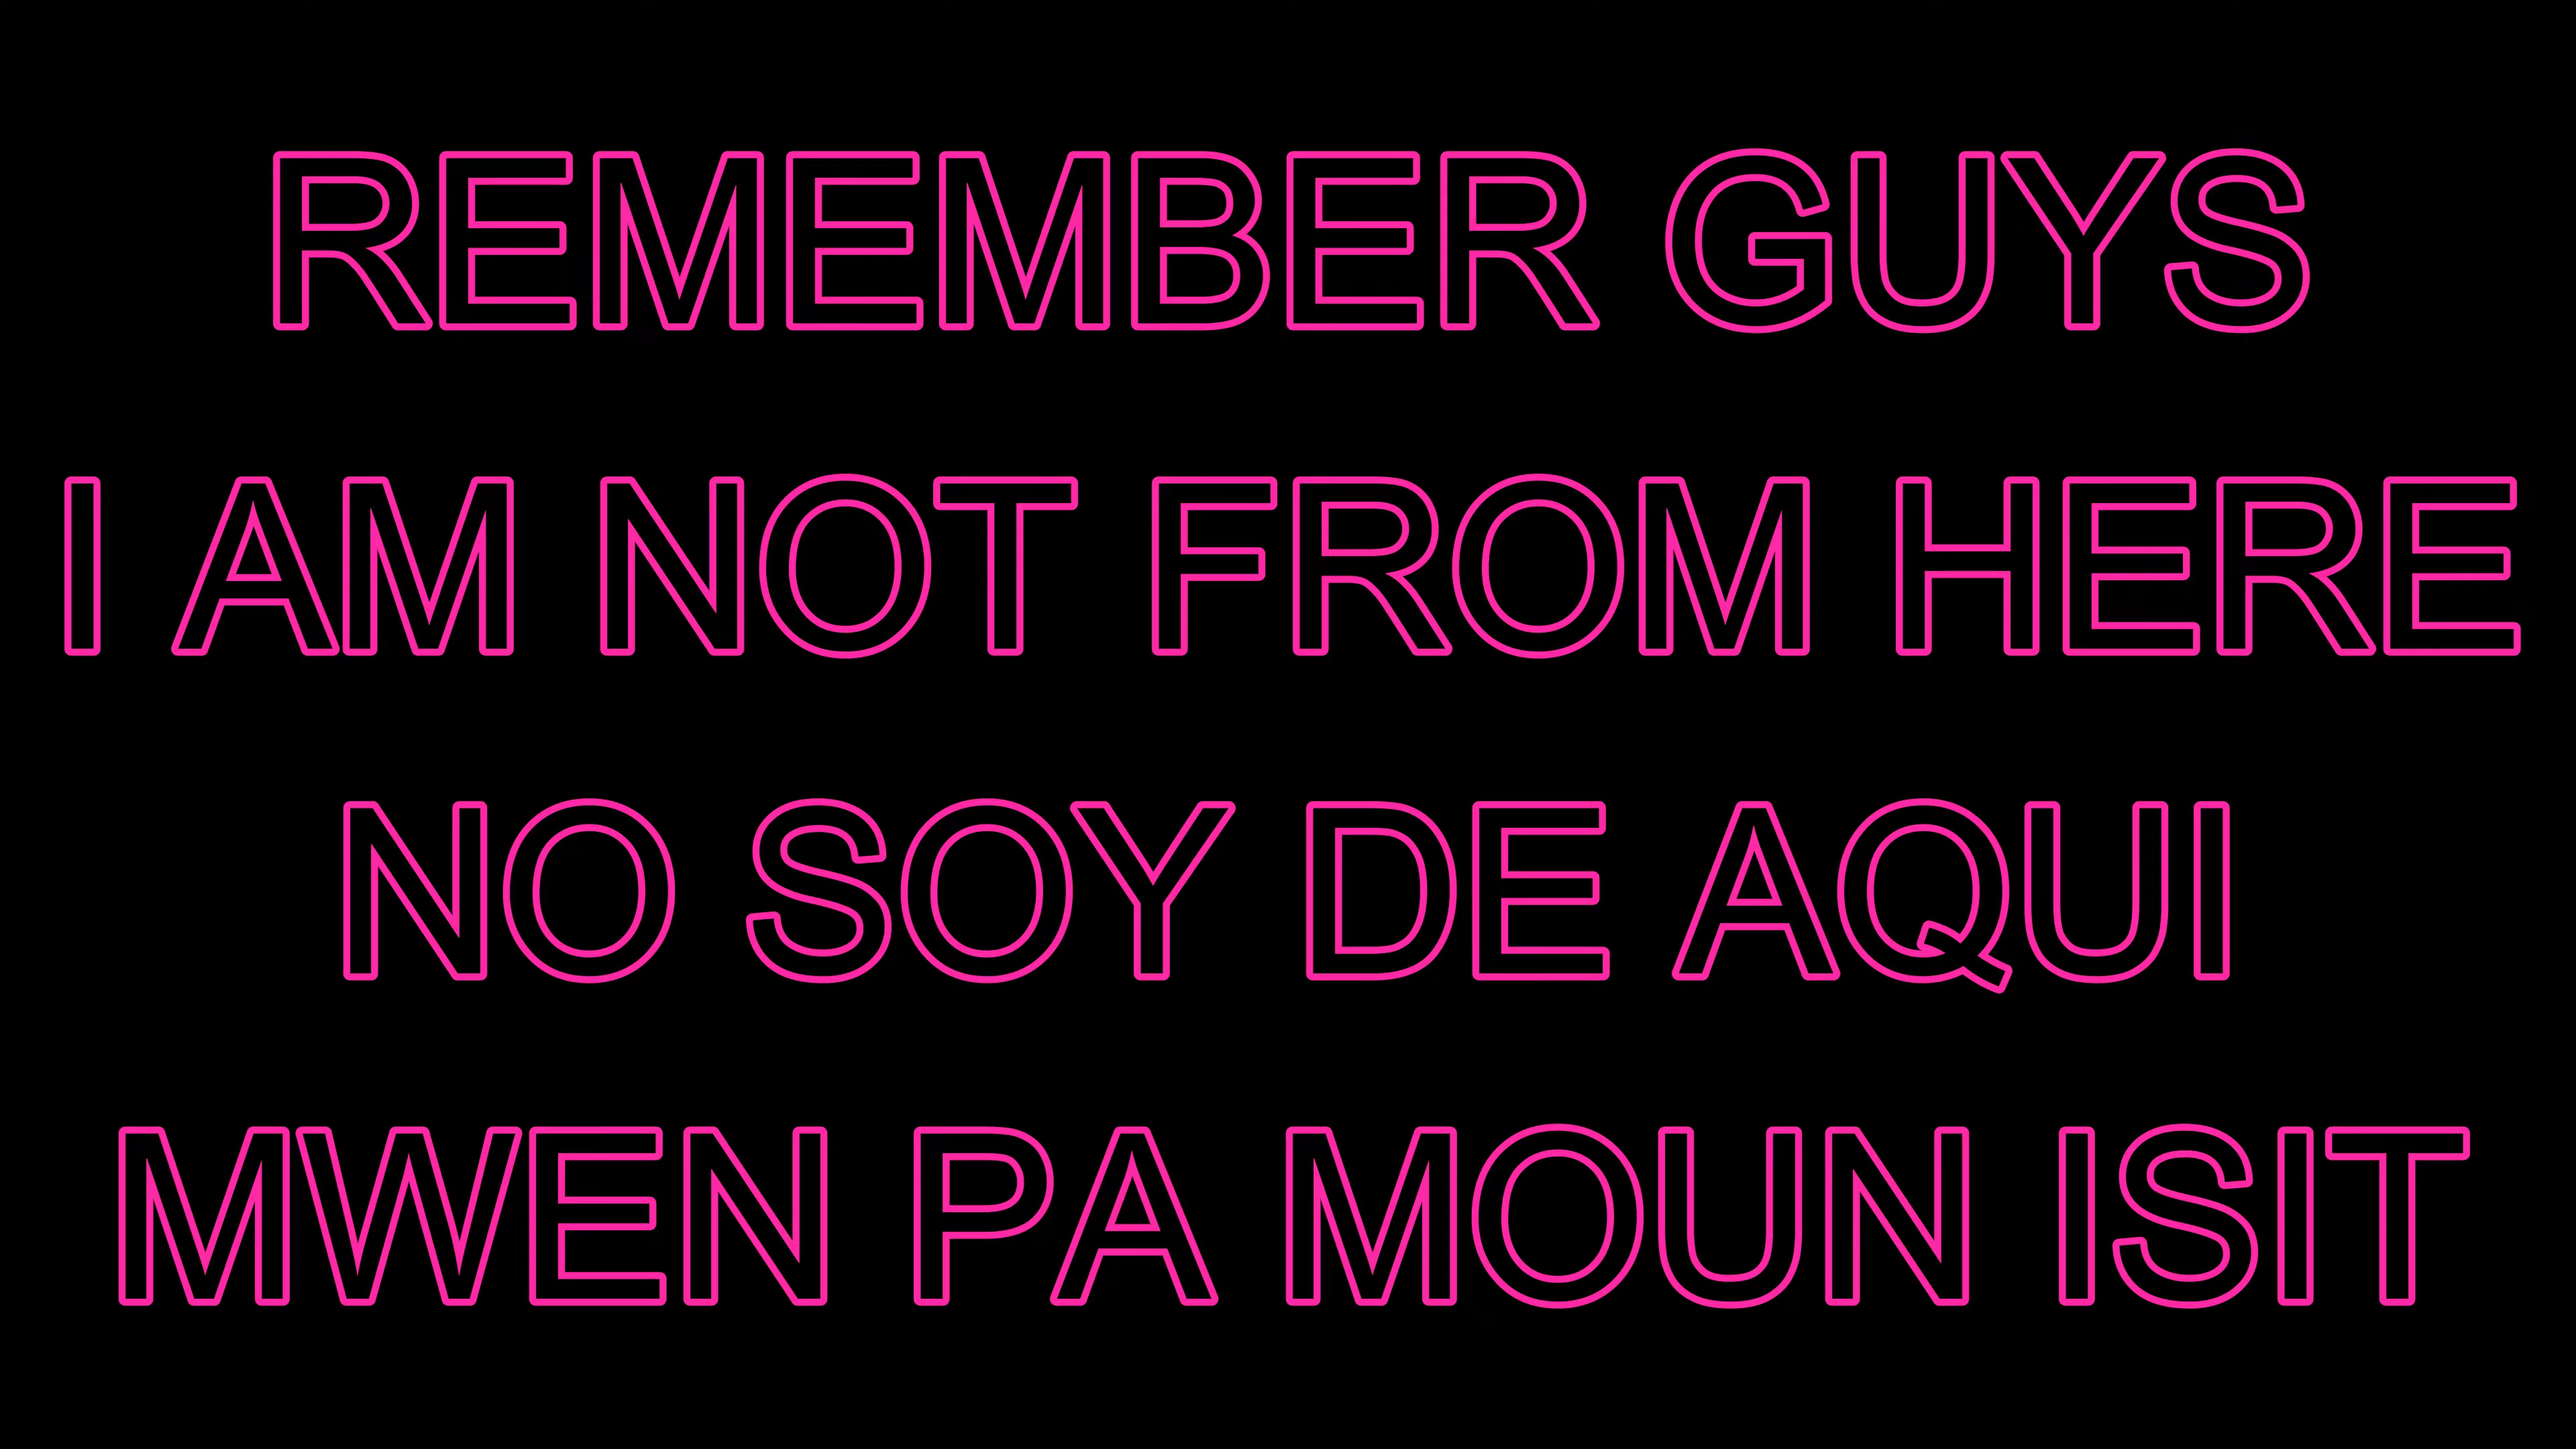 REMEMBER GUYS
I AM NOT FROM HERE
NO SOY DE AQUI
MWEN PA MOUN ISIT